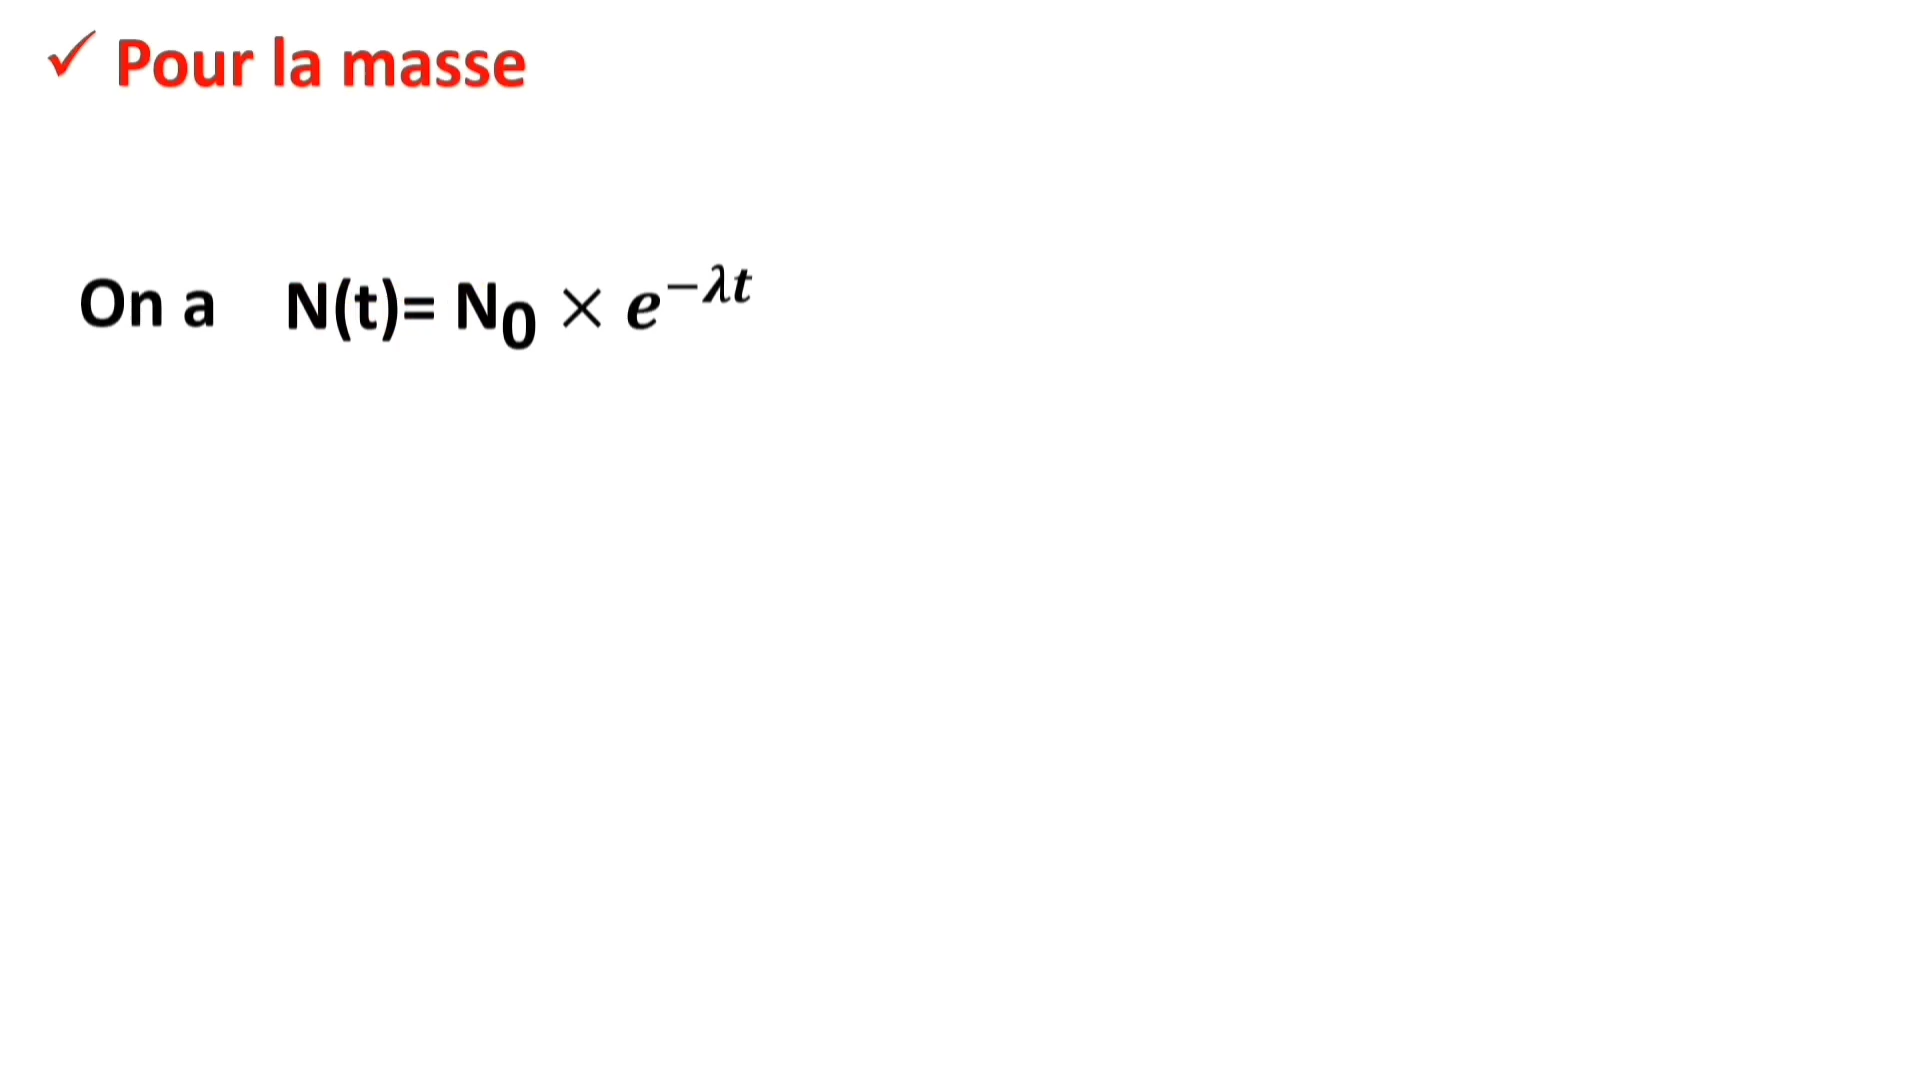 ✓ Pour la masse
On a N(t)= N₀ × e^{−λt}